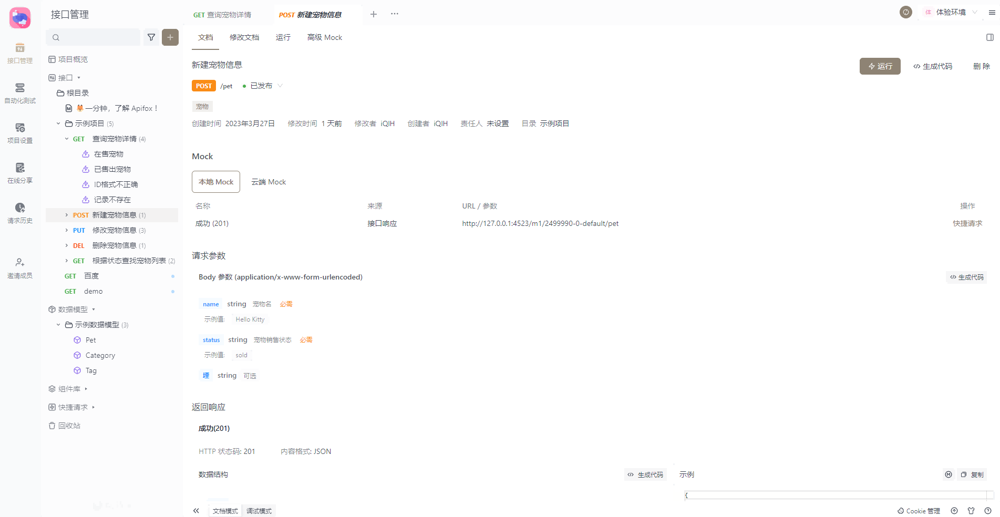 接口管理
GET 查询宠物详情
POST 新建宠物信息
体 体验环境
接口管理
自动化测试
项目设置
在线分享
请求历史
邀请成员
项目概览
接口
根目录
一分钟，了解 Apifox！
示例项目 (5)
GET 查询宠物详情 (4)
在售宠物
已售出宠物
ID格式不正确
记录不存在
POST 新建宠物信息 (1)
PUT 修改宠物信息 (3)
DEL 删除宠物信息 (1)
GET 根据状态查找宠物列表 (2)
GET 百度
GET demo
数据模型
示例数据模型 (3)
Pet
Category
Tag
组件库
快捷请求
回收站
文档 修改文档 运行 高级 Mock
新建宠物信息
运行 生成代码 删 除
POST /pet 已发布
宠物
创建时间 2023年3月27日 修改时间 1 天前 修改者 iQIH 创建者 iQIH 责任人 未设置 目录 示例项目
Mock
本地 Mock 云端 Mock
名称 来源 URL / 参数 操作
成功 (201) 接口响应 http://127.0.0.1:4523/m1/2499990-0-default/pet 快捷请求
请求参数
Body 参数 (application/x-www-form-urlencoded) 生成代码
name string 宠物名 必需
示例值: Hello Kitty
status string 宠物销售状态 必需
示例值: sold
string 可选
返回响应
成功(201)
HTTP 状态码: 201 内容格式: JSON
数据结构 生成代码 示例 复制
{
文档模式 调试模式 Cookie 管理